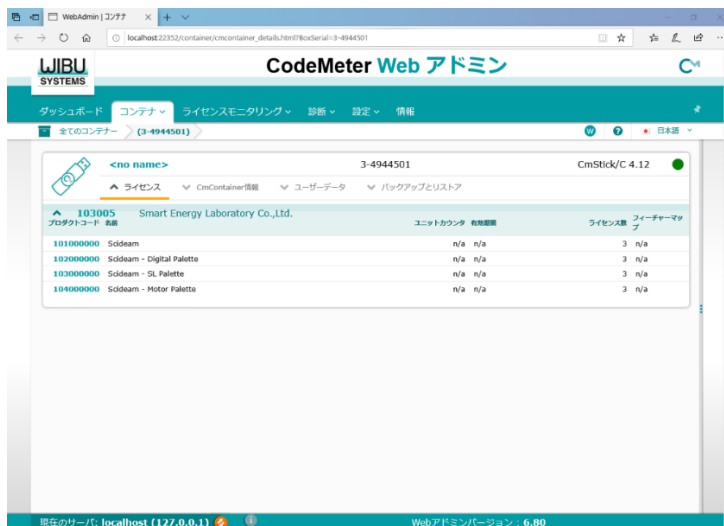 WebAdmin | コンテナ
localhost:22352/container/cmcontainer_details.html?BoxSerial=3-4944501
WIBU
SYSTEMS
CodeMeter Web アドミン
ダッシュボード コンテナ ライセンスモニタリング 診断 設定 情報
全てのコンテナー (3-4944501) W ? 日本語
<no name> 3-4944501 CmStick/C 4.12
ライセンス CmContainer情報 ユーザーデータ バックアップとリストア
103005 Smart Energy Laboratory Co.,Ltd.
プロダクトコード 名前 ユニットカウンタ 有効期限 ライセンス数 フィーチャーマップ
101000000 Scideam n/a n/a 3 n/a
102000000 Scideam - Digital Palette n/a n/a 3 n/a
103000000 Scideam - SL Palette n/a n/a 3 n/a
104000000 Scideam - Motor Palette n/a n/a 3 n/a
現在のサーバ: localhost (127.0.0.1) Webアドミンバージョン : 6.80